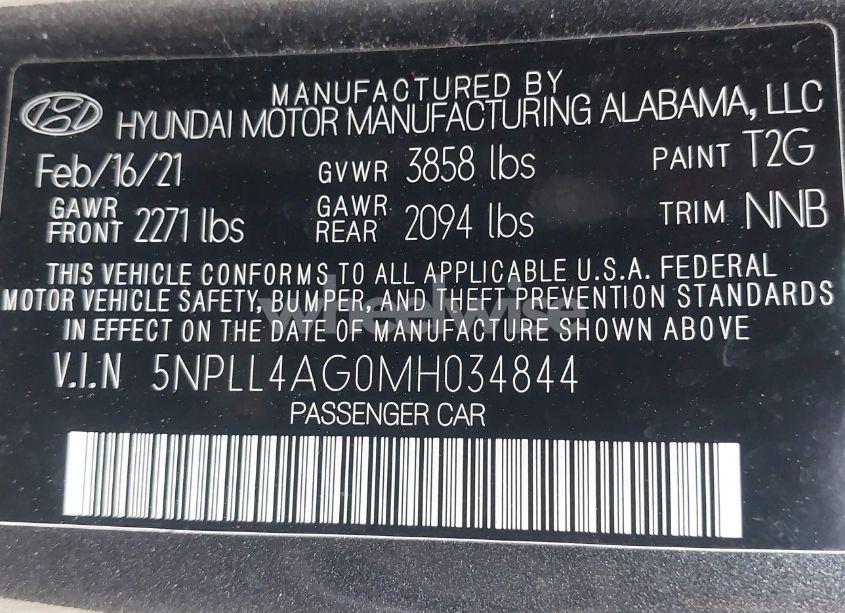 MANUFACTURED BY
HYUNDAI MOTOR MANUFACTURING ALABAMA, LLC
Feb/16/21 GVWR 3858 lbs PAINT T2G
GAWR FRONT 2271 lbs GAWR REAR 2094 lbs TRIM NNB
THIS VEHICLE CONFORMS TO ALL APPLICABLE U.S.A. FEDERAL
MOTOR VEHICLE SAFETY, BUMPER, AND THEFT PREVENTION STANDARDS
IN EFFECT ON THE DATE OF MANUFACTURE SHOWN ABOVE
V.I.N 5NPLL4AG0MH034844
PASSENGER CAR
wheelwise